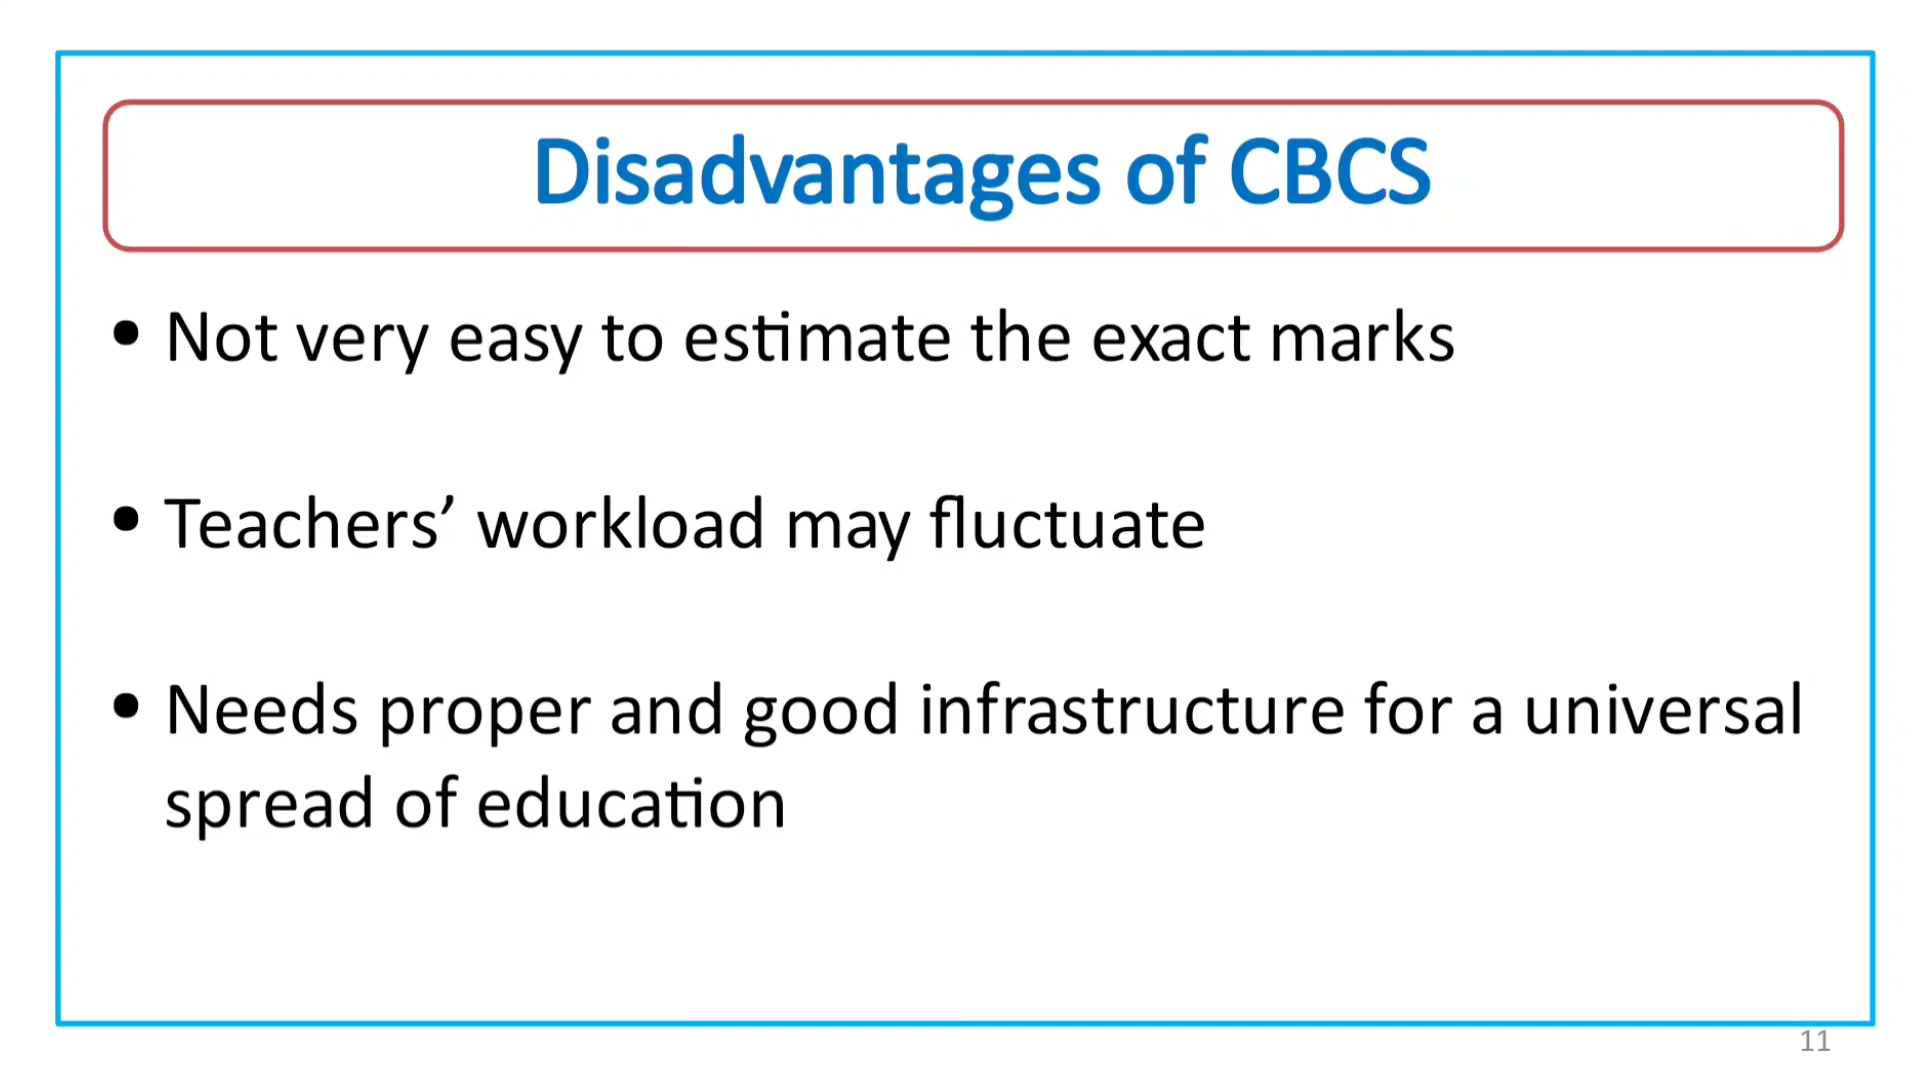 Disadvantages of CBCS
• Not very easy to estimate the exact marks
• Teachers’ workload may fluctuate
• Needs proper and good infrastructure for a universal
spread of education
11